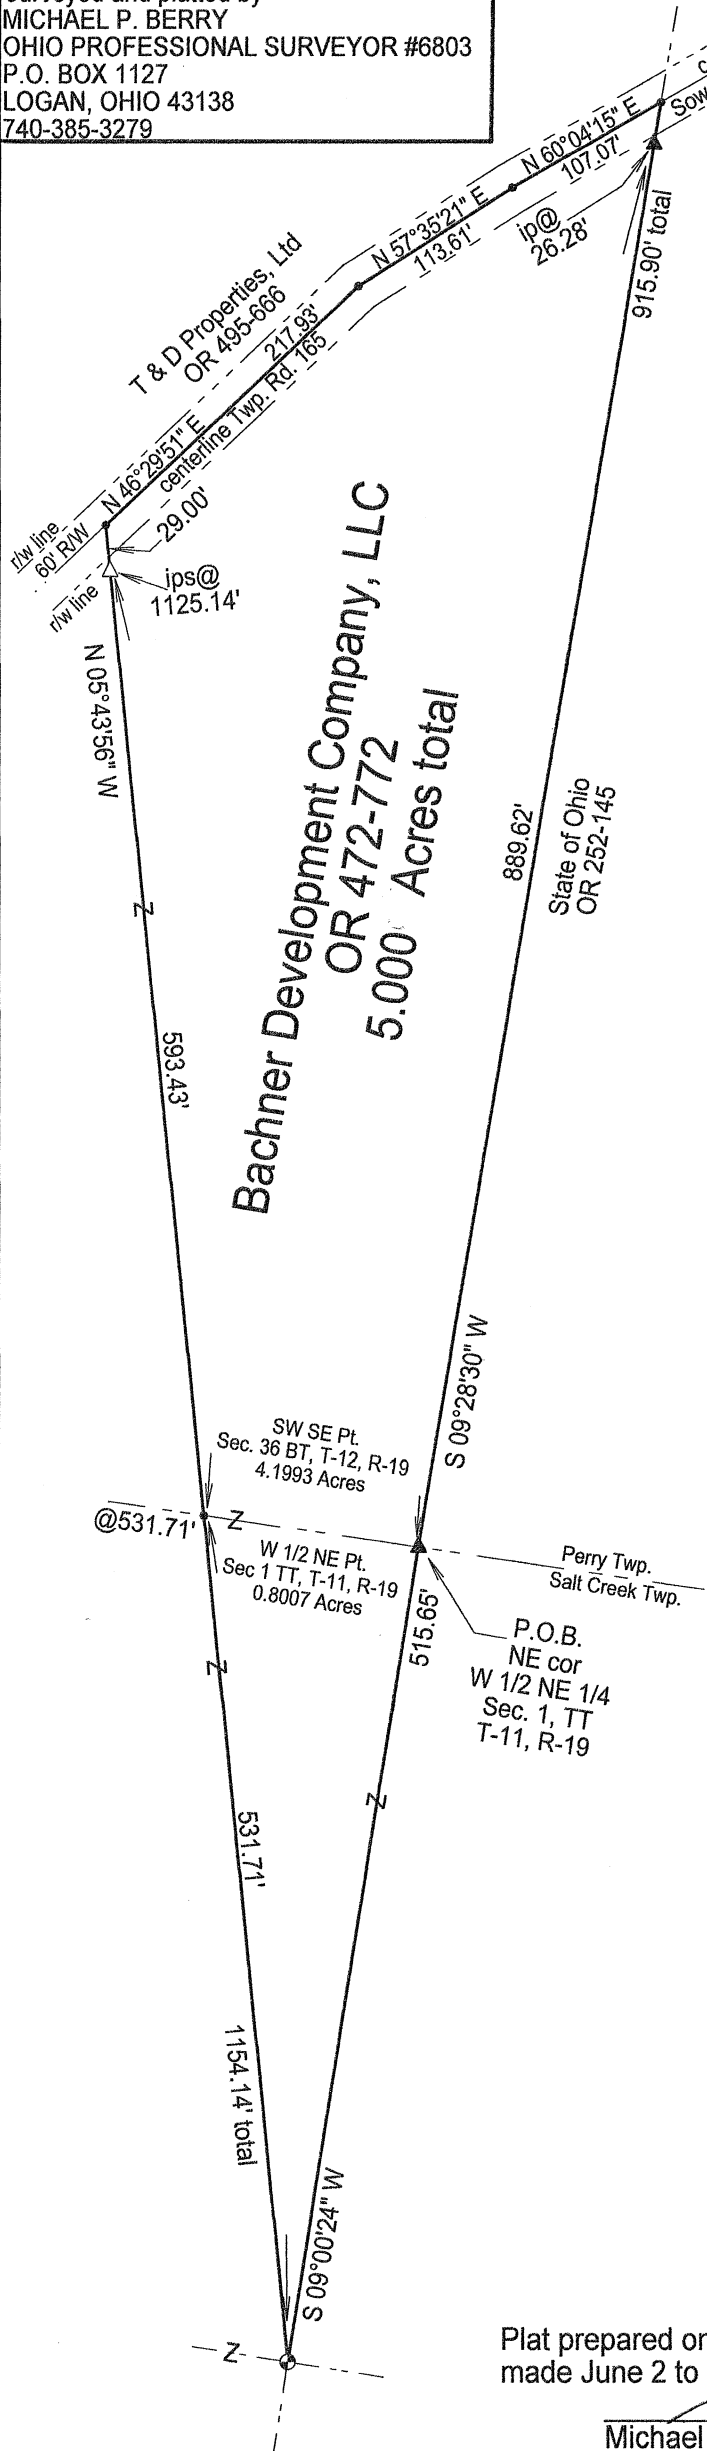 Surveyed and platted by
MICHAEL P. BERRY
OHIO PROFESSIONAL SURVEYOR #6803
P.O. BOX 1127
LOGAN, OHIO 43138
740-385-3279
N 60°04'15" E
107.07'
N 57°35'21" E
113.61'
ip@
26.28'
915.90' total
T & D Properties, Ltd
OR 495-666
217.93'
centerline Twp. Rd. 165
N 46°29'51" E
29.00'
r/w line
60' R/W
r/w line
ips@
1125.14'
N 05°43'56" W
Bachner Development Company, LLC
OR 472-772
5.000 Acres total
889.62'
State of Ohio
OR 252-145
Z
593.43'
S 09°28'30" W
SW SE Pt.
Sec. 36 BT, T-12, R-19
4.1993 Acres
@531.71'
Z
W 1/2 NE Pt.
Sec 1 TT, T-11, R-19
0.8007 Acres
Perry Twp.
Salt Creek Twp.
515.65'
P.O.B.
NE cor
W 1/2 NE 1/4
Sec. 1, TT
T-11, R-19
Z
Z
531.71'
1154.14' total
S 09°00'24" W
Z
Plat prepared
made June 2 to
Michael